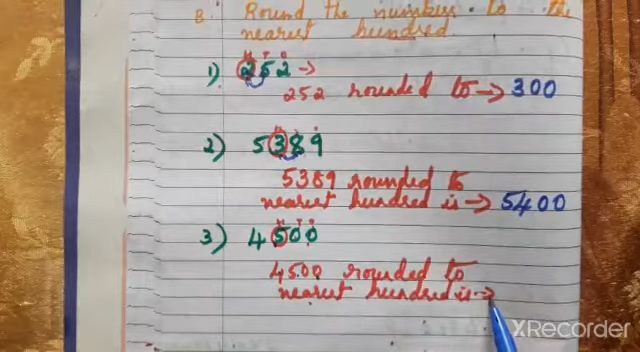 B. Round the numbers to the
nearest hundred.
H T O
1) 252 →
252 rounded to → 300
2) 5389
5389 rounded to
nearest hundred is → 5400
H T O
3) 4500
4500 rounded to
nearest hundred is →
XRecorder